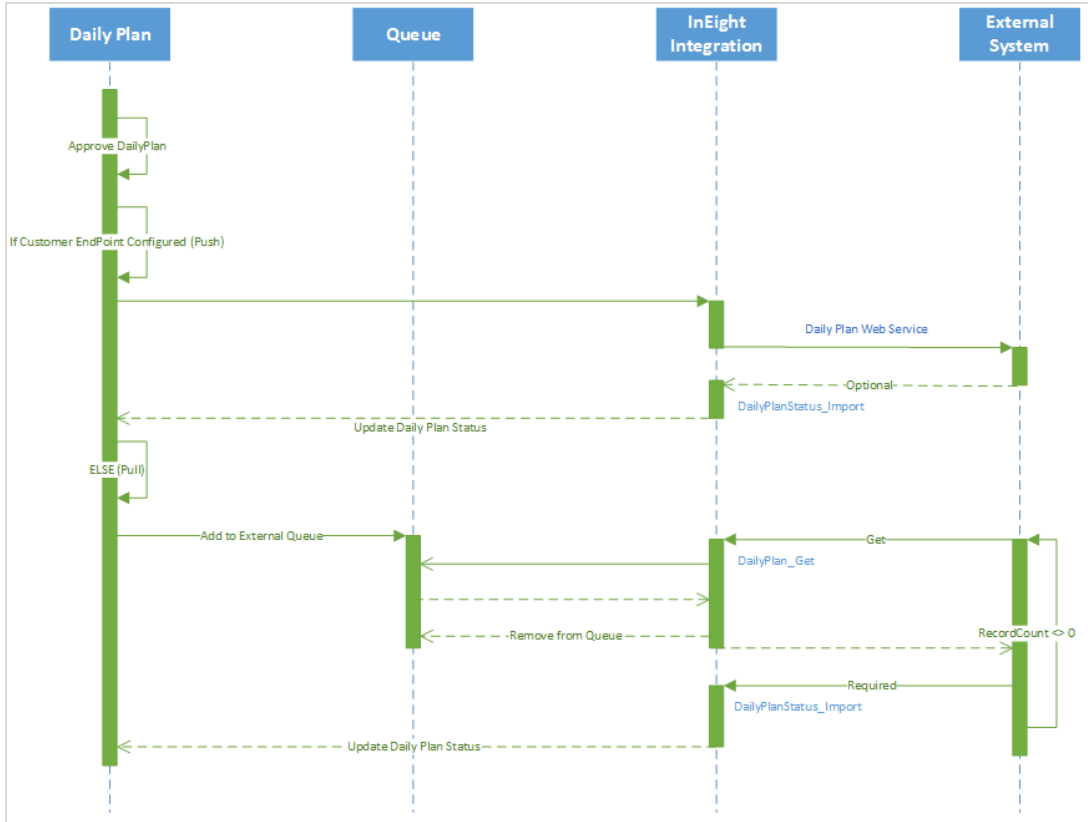 Daily Plan
Queue
InEight
Integration
External
System
Approve DailyPlan
If Customer EndPoint Configured (Push)
Daily Plan Web Service
Optional
DailyPlanStatus_Import
Update Daily Plan Status
ELSE (Pull)
Add to External Queue
Get
DailyPlan_Get
Remove from Queue
RecordCount <> 0
Required
DailyPlanStatus_Import
Update Daily Plan Status